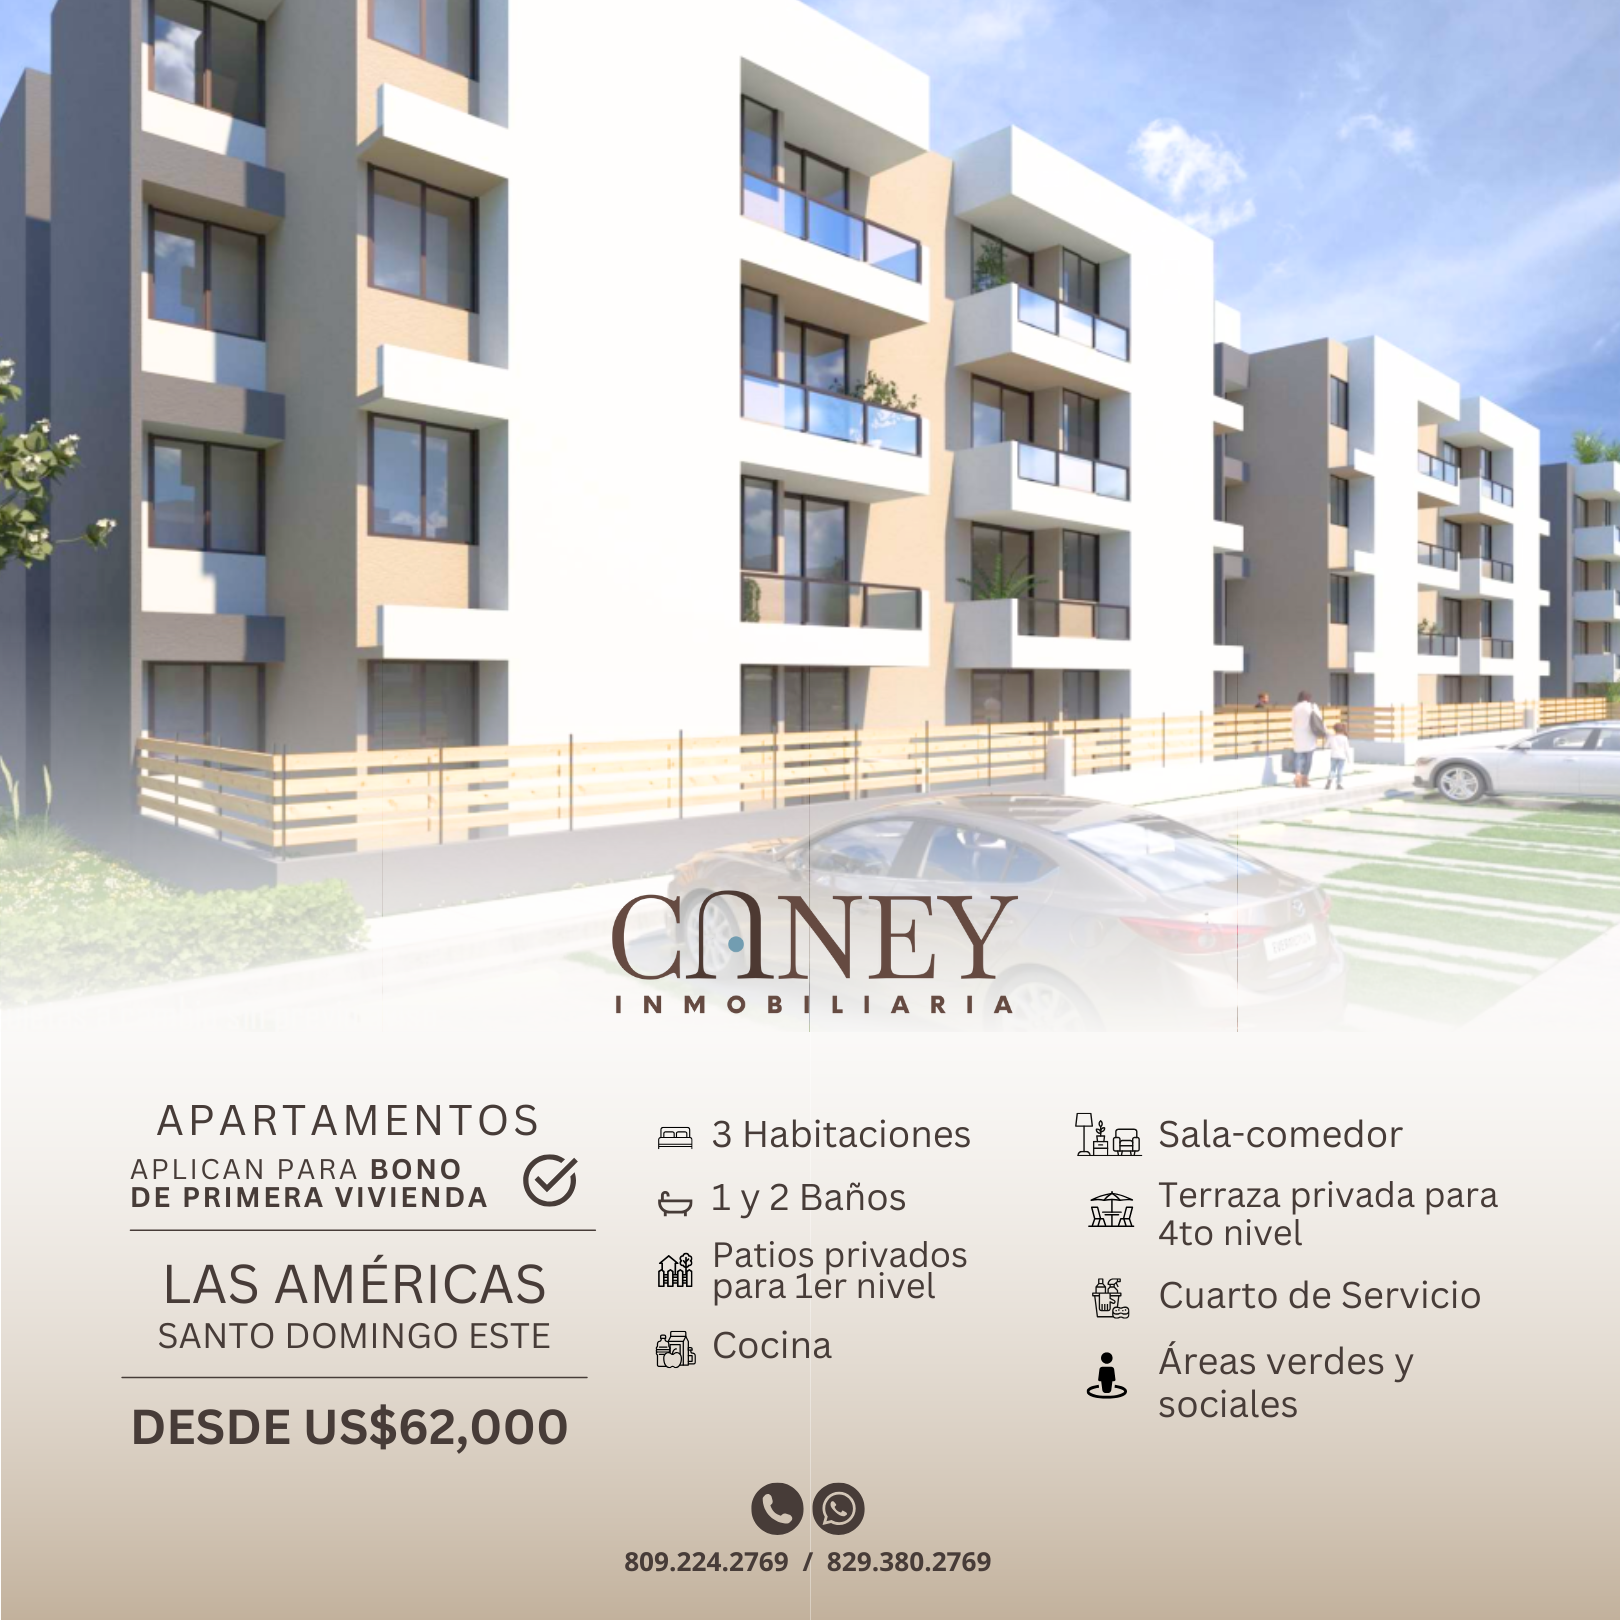 CANEY
INMOBILIARIA
APARTAMENTOS
APLICAN PARA BONO
DE PRIMERA VIVIENDA
LAS AMÉRICAS
SANTO DOMINGO ESTE
DESDE US$62,000
3 Habitaciones
1 y 2 Baños
Patios privados
para 1er nivel
Cocina
Sala-comedor
Terraza privada para
4to nivel
Cuarto de Servicio
Áreas verdes y
sociales
809.224.2769 / 829.380.2769